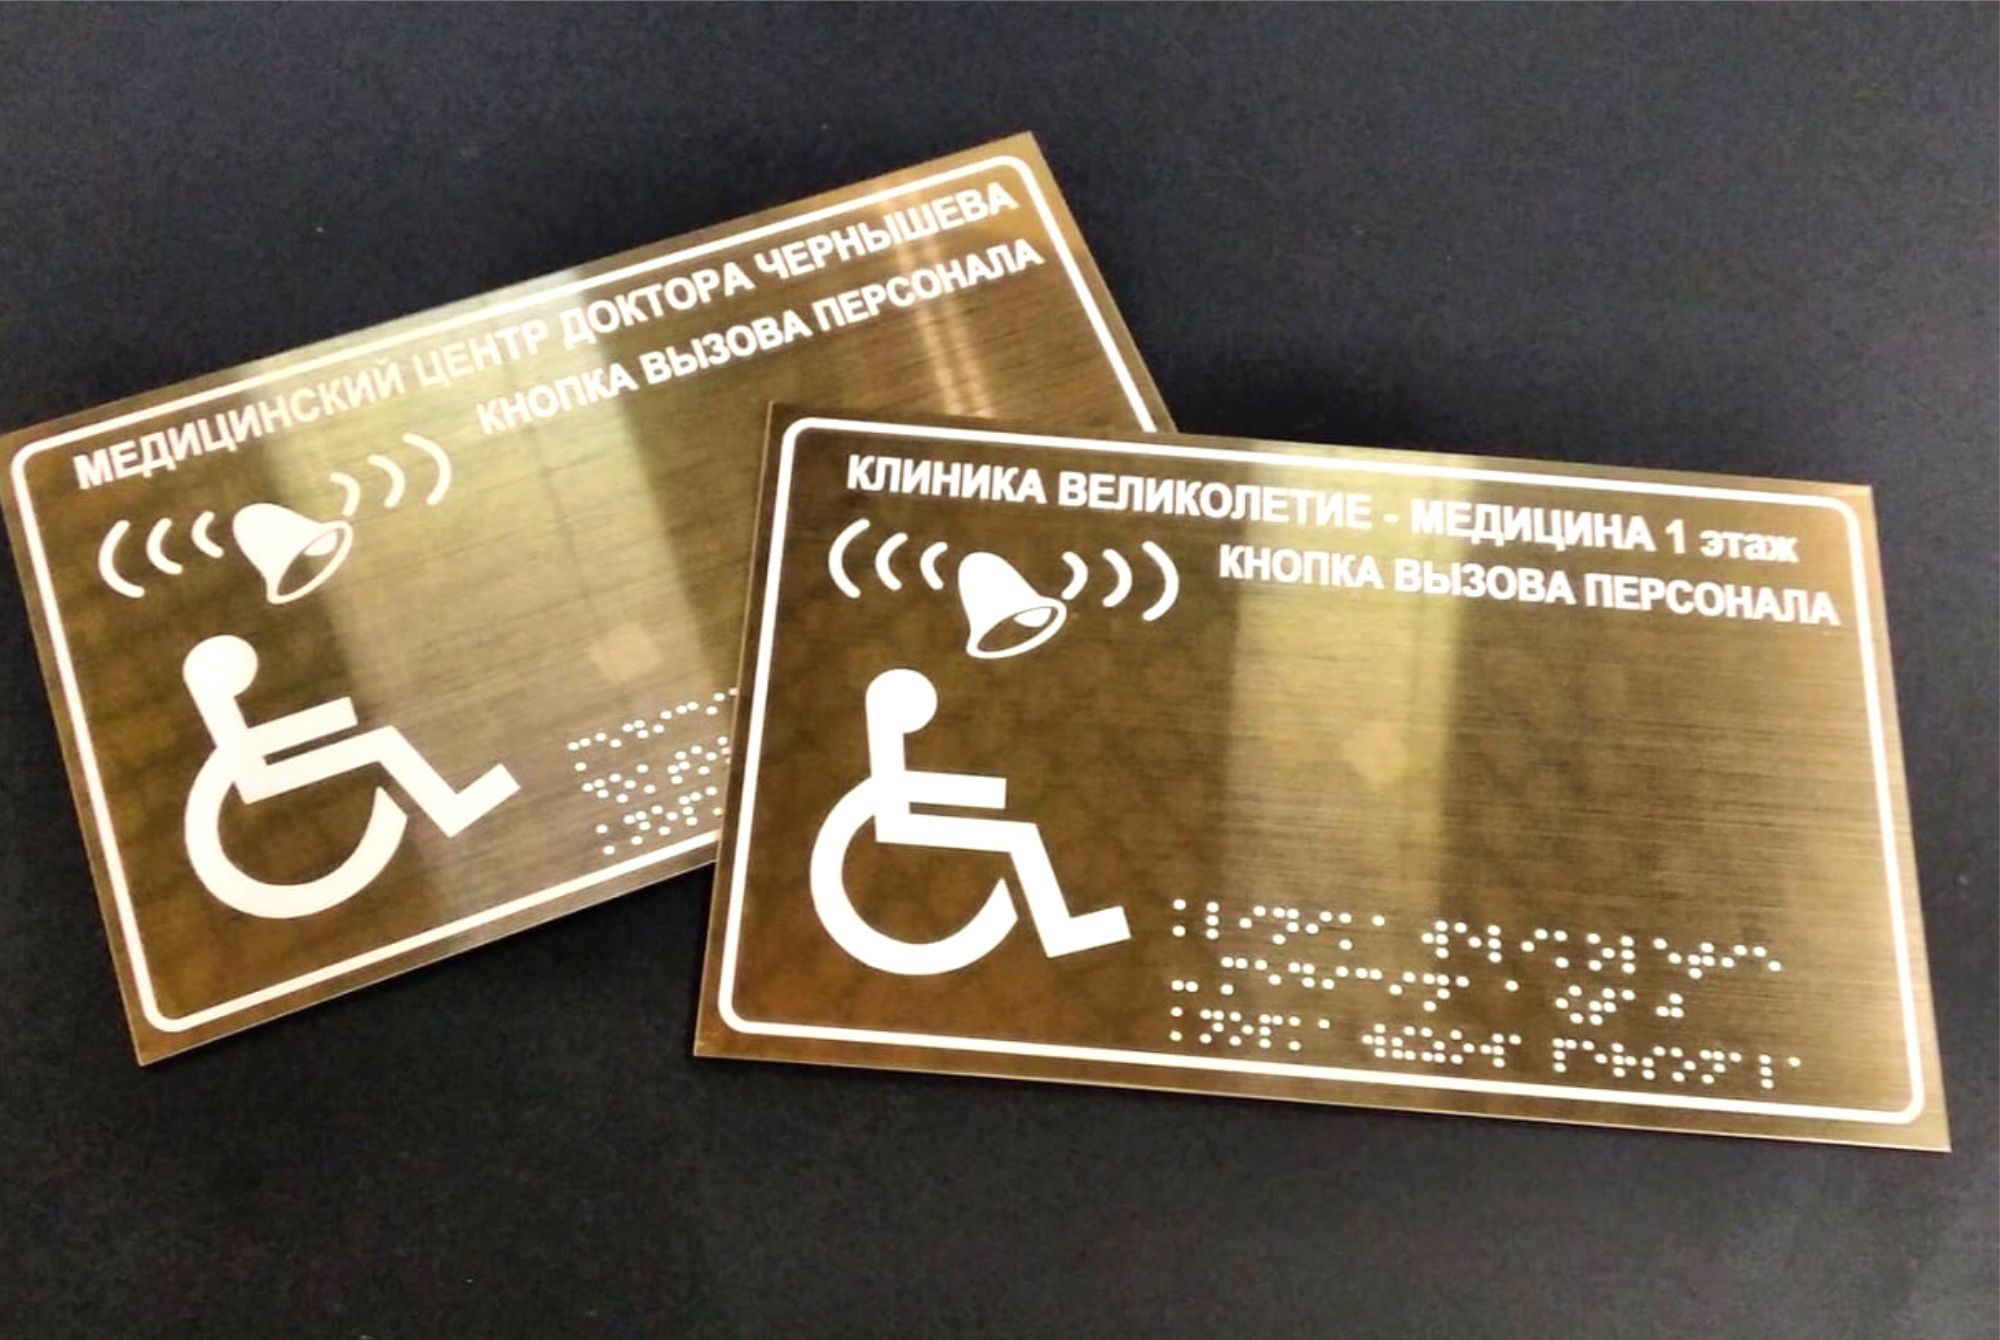 МЕДИЦИНСКИЙ ЦЕНТР ДОКТОРА ЧЕРНЫШЕВА
КНОПКА ВЫЗОВА ПЕРСОНАЛА
КЛИНИКА ВЕЛИКОЛЕТИЕ - МЕДИЦИНА 1 этаж
КНОПКА ВЫЗОВА ПЕРСОНАЛА